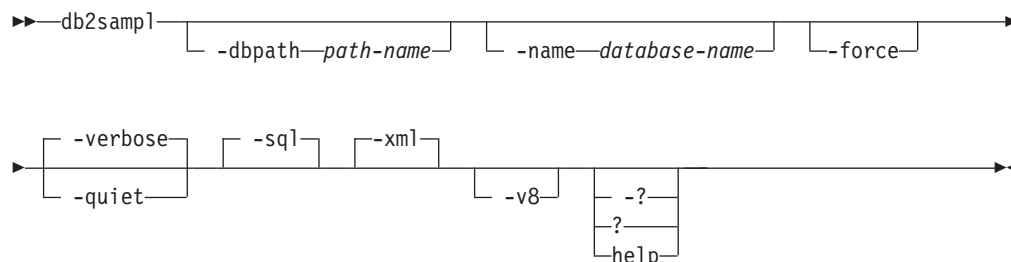 db2sampl
-dbpath path-name -name database-name -force
-verbose -sql -xml
-quiet -v8 -?
?
help